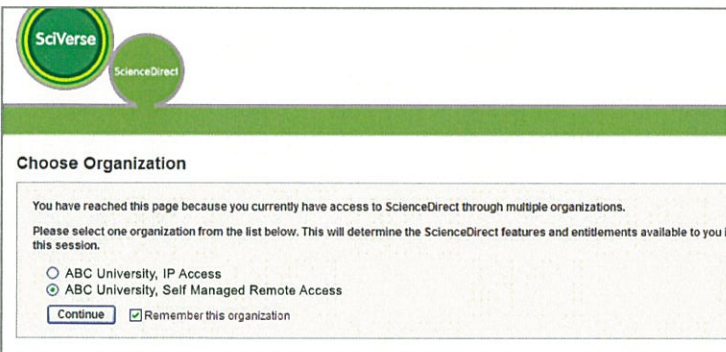 SciVerse
ScienceDirect
Choose Organization
You have reached this page because you currently have access to ScienceDirect through multiple organizations.
Please select one organization from the list below. This will determine the ScienceDirect features and entitlements available to you
this session.
ABC University, IP Access
ABC University, Self Managed Remote Access
Continue Remember this organization